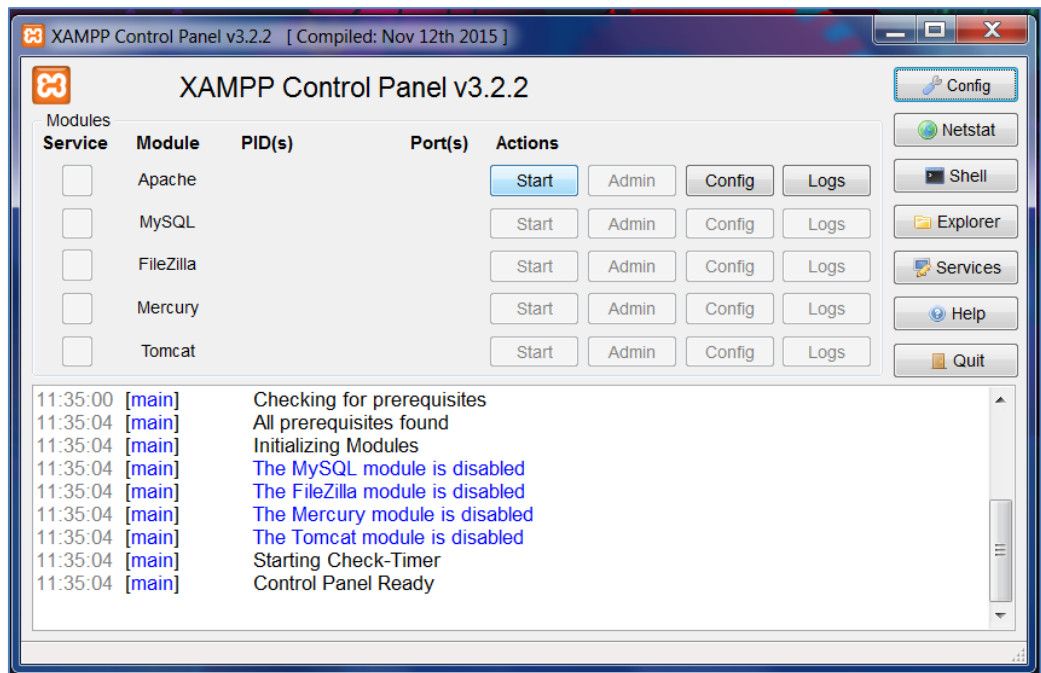 XAMPP Control Panel v3.2.2 [ Compiled: Nov 12th 2015 ]
XAMPP Control Panel v3.2.2
Config
Modules
Service Module PID(s) Port(s) Actions
Netstat
Apache Start Admin Config Logs
Shell
MySQL Start Admin Config Logs
Explorer
FileZilla Start Admin Config Logs
Services
Mercury Start Admin Config Logs
Help
Tomcat Start Admin Config Logs
Quit
11:35:00 [main] Checking for prerequisites
11:35:04 [main] All prerequisites found
11:35:04 [main] Initializing Modules
11:35:04 [main] The MySQL module is disabled
11:35:04 [main] The FileZilla module is disabled
11:35:04 [main] The Mercury module is disabled
11:35:04 [main] The Tomcat module is disabled
11:35:04 [main] Starting Check-Timer
11:35:04 [main] Control Panel Ready